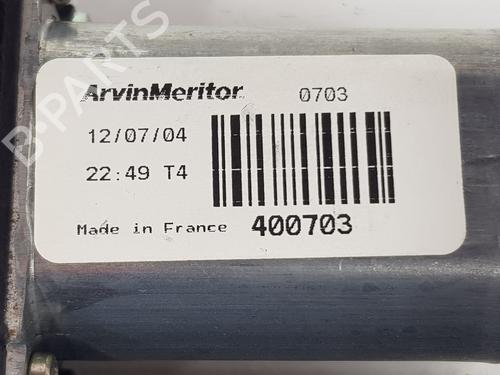 ArvinMeritor 0703
12/07/04
22:49 T4
Made in France 400703
B-PARTS